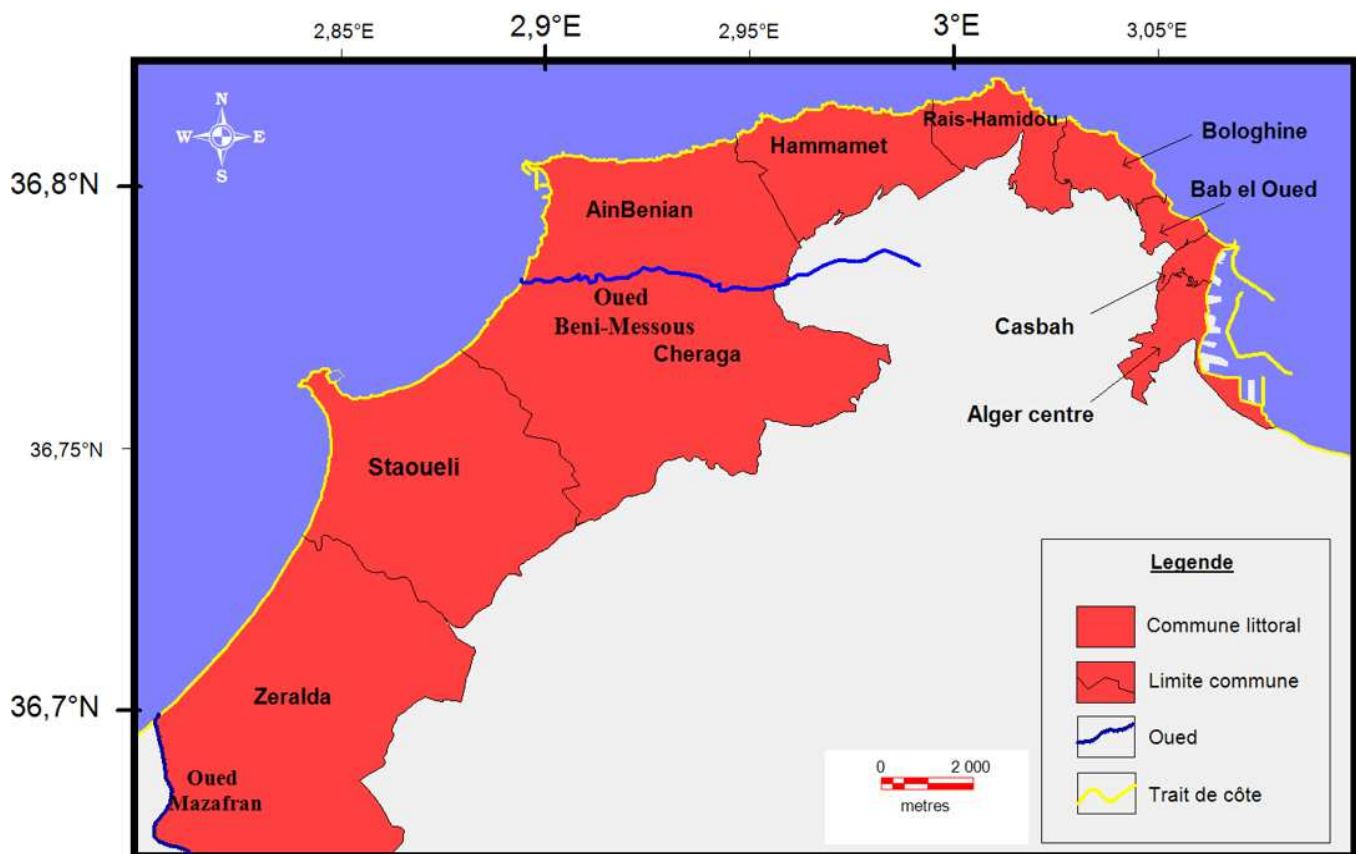 2,85°E
2,9°E
2,95°E
3°E
3,05°E
N
W E
S
36,8°N
36,75°N
36,7°N
Rais-Hamidou
Hammamet
Bologhine
Bab el Oued
AinBenian
Oued
Beni-Messous
Cheraga
Casbah
Alger centre
Staoueli
Zeralda
Oued
Mazafran
0 2 000
metres
Legende
Commune littoral
Limite commune
Oued
Trait de côte